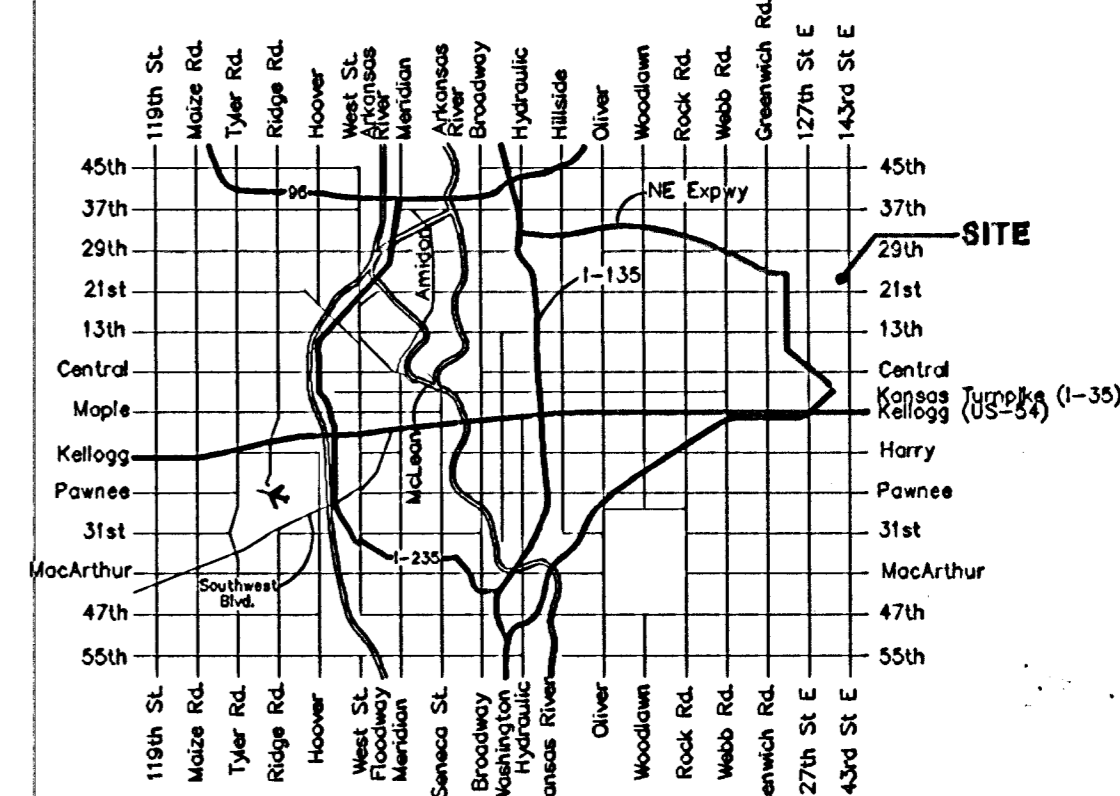 119th St.
Maize Rd.
Tyler Rd.
Ridge Rd.
Hoover
West St.
Arkansas
River
Meridian
Arkansas
River
Broadway
Hydraulic
Hillside
Oliver
Woodlawn
Rock Rd.
Webb Rd.
Greenwich Rd.
127th St E
143rd St E
45th
45th
96
NE Expwy
37th
37th
SITE
29th
29th
Amidon
I-135
21st
21st
13th
13th
Central
Central
Kansas Turnpike (I-35)
Maple
Kellogg (US-54)
McLean
Kellogg
Harry
Pawnee
Pawnee
31st
31st
I-235
MacArthur
MacArthur
Southwest
Blvd.
47th
47th
55th
55th
119th St.
Maize Rd.
Tyler Rd.
Ridge Rd.
Hoover
West St.
Floodway
Meridian
Seneca St.
Broadway
Washington
Hydraulic
ansas River
Oliver
Woodlawn
Rock Rd.
Webb Rd.
enwich Rd.
27th St E
43rd St E